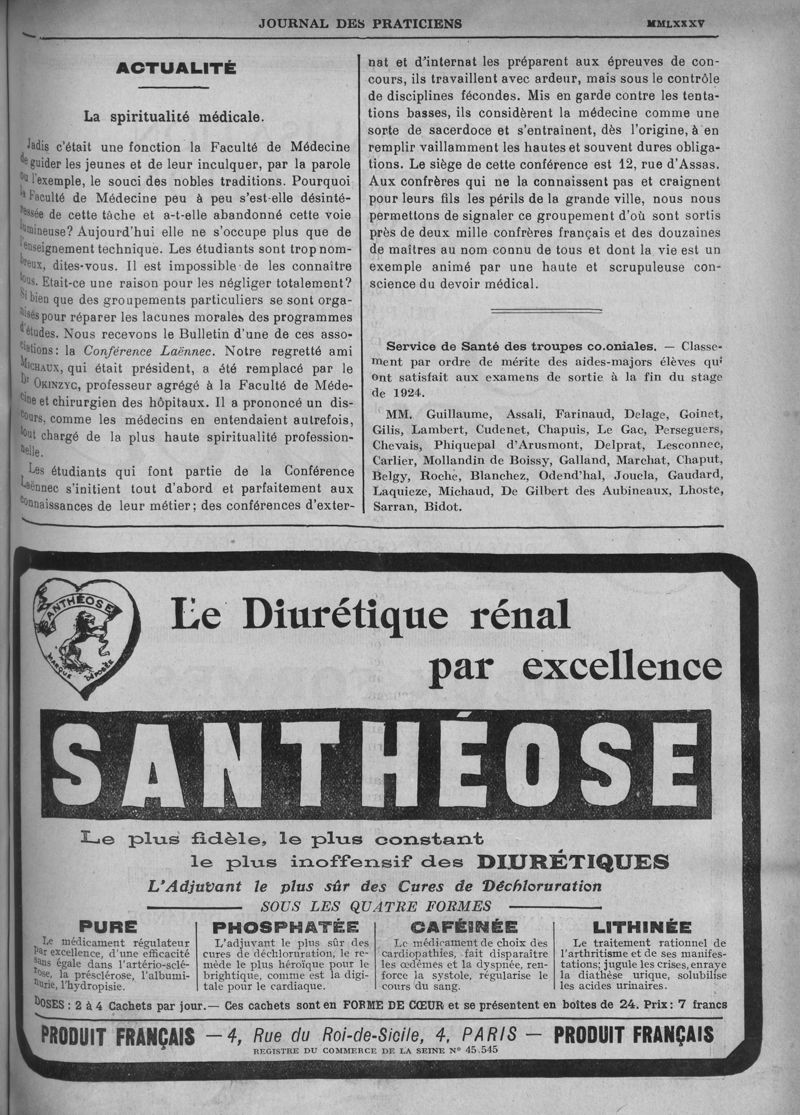 JOURNAL DES PRATICIENS
MMLXXXV
ACTUALITÉ
La spiritualité médicale.
Jadis c'était une fonction la Faculté de Médecine
de guider les jeunes et de leur inculquer, par la parole
ou l'exemple, le souci des nobles traditions. Pourquoi
la Faculté de Médecine peu à peu s'est-elle désinté-
ressée de cette tâche et a-t-elle abandonné cette voie
lumineuse? Aujourd'hui elle ne s'occupe plus que de
l'enseignement technique. Les étudiants sont trop nom-
breux, dites-vous. Il est impossible de les connaître
tous. Etait-ce une raison pour les négliger totalement?
Si bien que des groupements particuliers se sont orga-
nisés pour réparer les lacunes morales des programmes
d'études. Nous recevons le Bulletin d'une de ces asso-
ciations: la Conférence Laënnec. Notre regretté ami
MICHAUX, qui était président, a été remplacé par le
Dr OKINZYC, professeur agrégé à la Faculté de Méde-
cine et chirurgien des hôpitaux. Il a prononcé un dis-
cours, comme les médecins en entendaient autrefois,
tout chargé de la plus haute spiritualité profession-
nelle.
Les étudiants qui font partie de la Conférence
Laënnec s'initient tout d'abord et parfaitement aux
connaissances de leur métier; des conférences d'exter-
nat et d'internat les préparent aux épreuves de con-
cours, ils travaillent avec ardeur, mais sous le contrôle
de disciplines fécondes. Mis en garde contre les tenta-
tions basses, ils considèrent la médecine comme une
sorte de sacerdoce et s'entraînent, dès l'origine, à en
remplir vaillamment les hautes et souvent dures obliga-
tions. Le siège de cette conférence est 12, rue d'Assas.
Aux confrères qui ne la connaissent pas et craignent
pour leurs fils les périls de la grande ville, nous nous
permettons de signaler ce groupement d'où sont sortis
près de deux mille confrères français et des douzaines
de maîtres au nom connu de tous et dont la vie est un
exemple animé par une haute et scrupuleuse con-
science du devoir médical.
Service de Santé des troupes co.oniales. — Classe-
ment par ordre de mérite des aides-majors élèves qui
ont satisfait aux examens de sortie à la fin du stage
de 1924.
MM. Guillaume, Assali, Farinaud, Delage, Goinet,
Gilis, Lambert, Cudenet, Chapuis, Le Gac, Perseguers,
Chevais, Phiquepal d'Arusmont, Delprat, Lesconnec,
Carlier, Mollandin de Boissy, Galland, Marchat, Chaput,
Belgy, Roche, Blanchez, Odend'hal, Joucla, Gaudard,
Laquieze, Michaud, De Gilbert des Aubineaux, Lhoste,
Sarran, Bidot.
SANTHÉOSE
MARQUE DÉPOSÉE
Le Diurétique rénal
par excellence
SANTHÉOSE
Le plus fidèle, le plus constant
le plus inoffensif des DIURÉTIQUES
L'Adjuvant le plus sûr des Cures de Déchloruration
SOUS LES QUATRE FORMES
PURE
Le médicament régulateur
par excellence, d'une efficacité
sans égale dans l'artério-sclé-
rose, la présclérose, l'albumi-
nurie, l'hydropisie.
PHOSPHATÉE
L'adjuvant le plus sûr des
cures de déchloruration, le re-
mède le plus héroïque pour le
brightique, comme est la digi-
tale pour le cardiaque.
CAFÉINÉE
Le médicament de choix des
cardiopathies, fait disparaître
les œdèmes et la dyspnée, ren-
force la systole, régularise le
cours du sang.
LITHINÉE
Le traitement rationnel de
l'arthritisme et de ses manifes-
tations; jugule les crises, enraye
la diathèse urique, solubilise
les acides urinaires.
DOSES : 2 à 4 Cachets par jour.— Ces cachets sont en FORME DE CŒUR et se présentent en boîtes de 24. Prix : 7 francs
PRODUIT FRANÇAIS — 4, Rue du Roi-de-Sicile, 4, PARIS — PRODUIT FRANÇAIS
REGISTRE DU COMMERCE DE LA SEINE N° 45.545